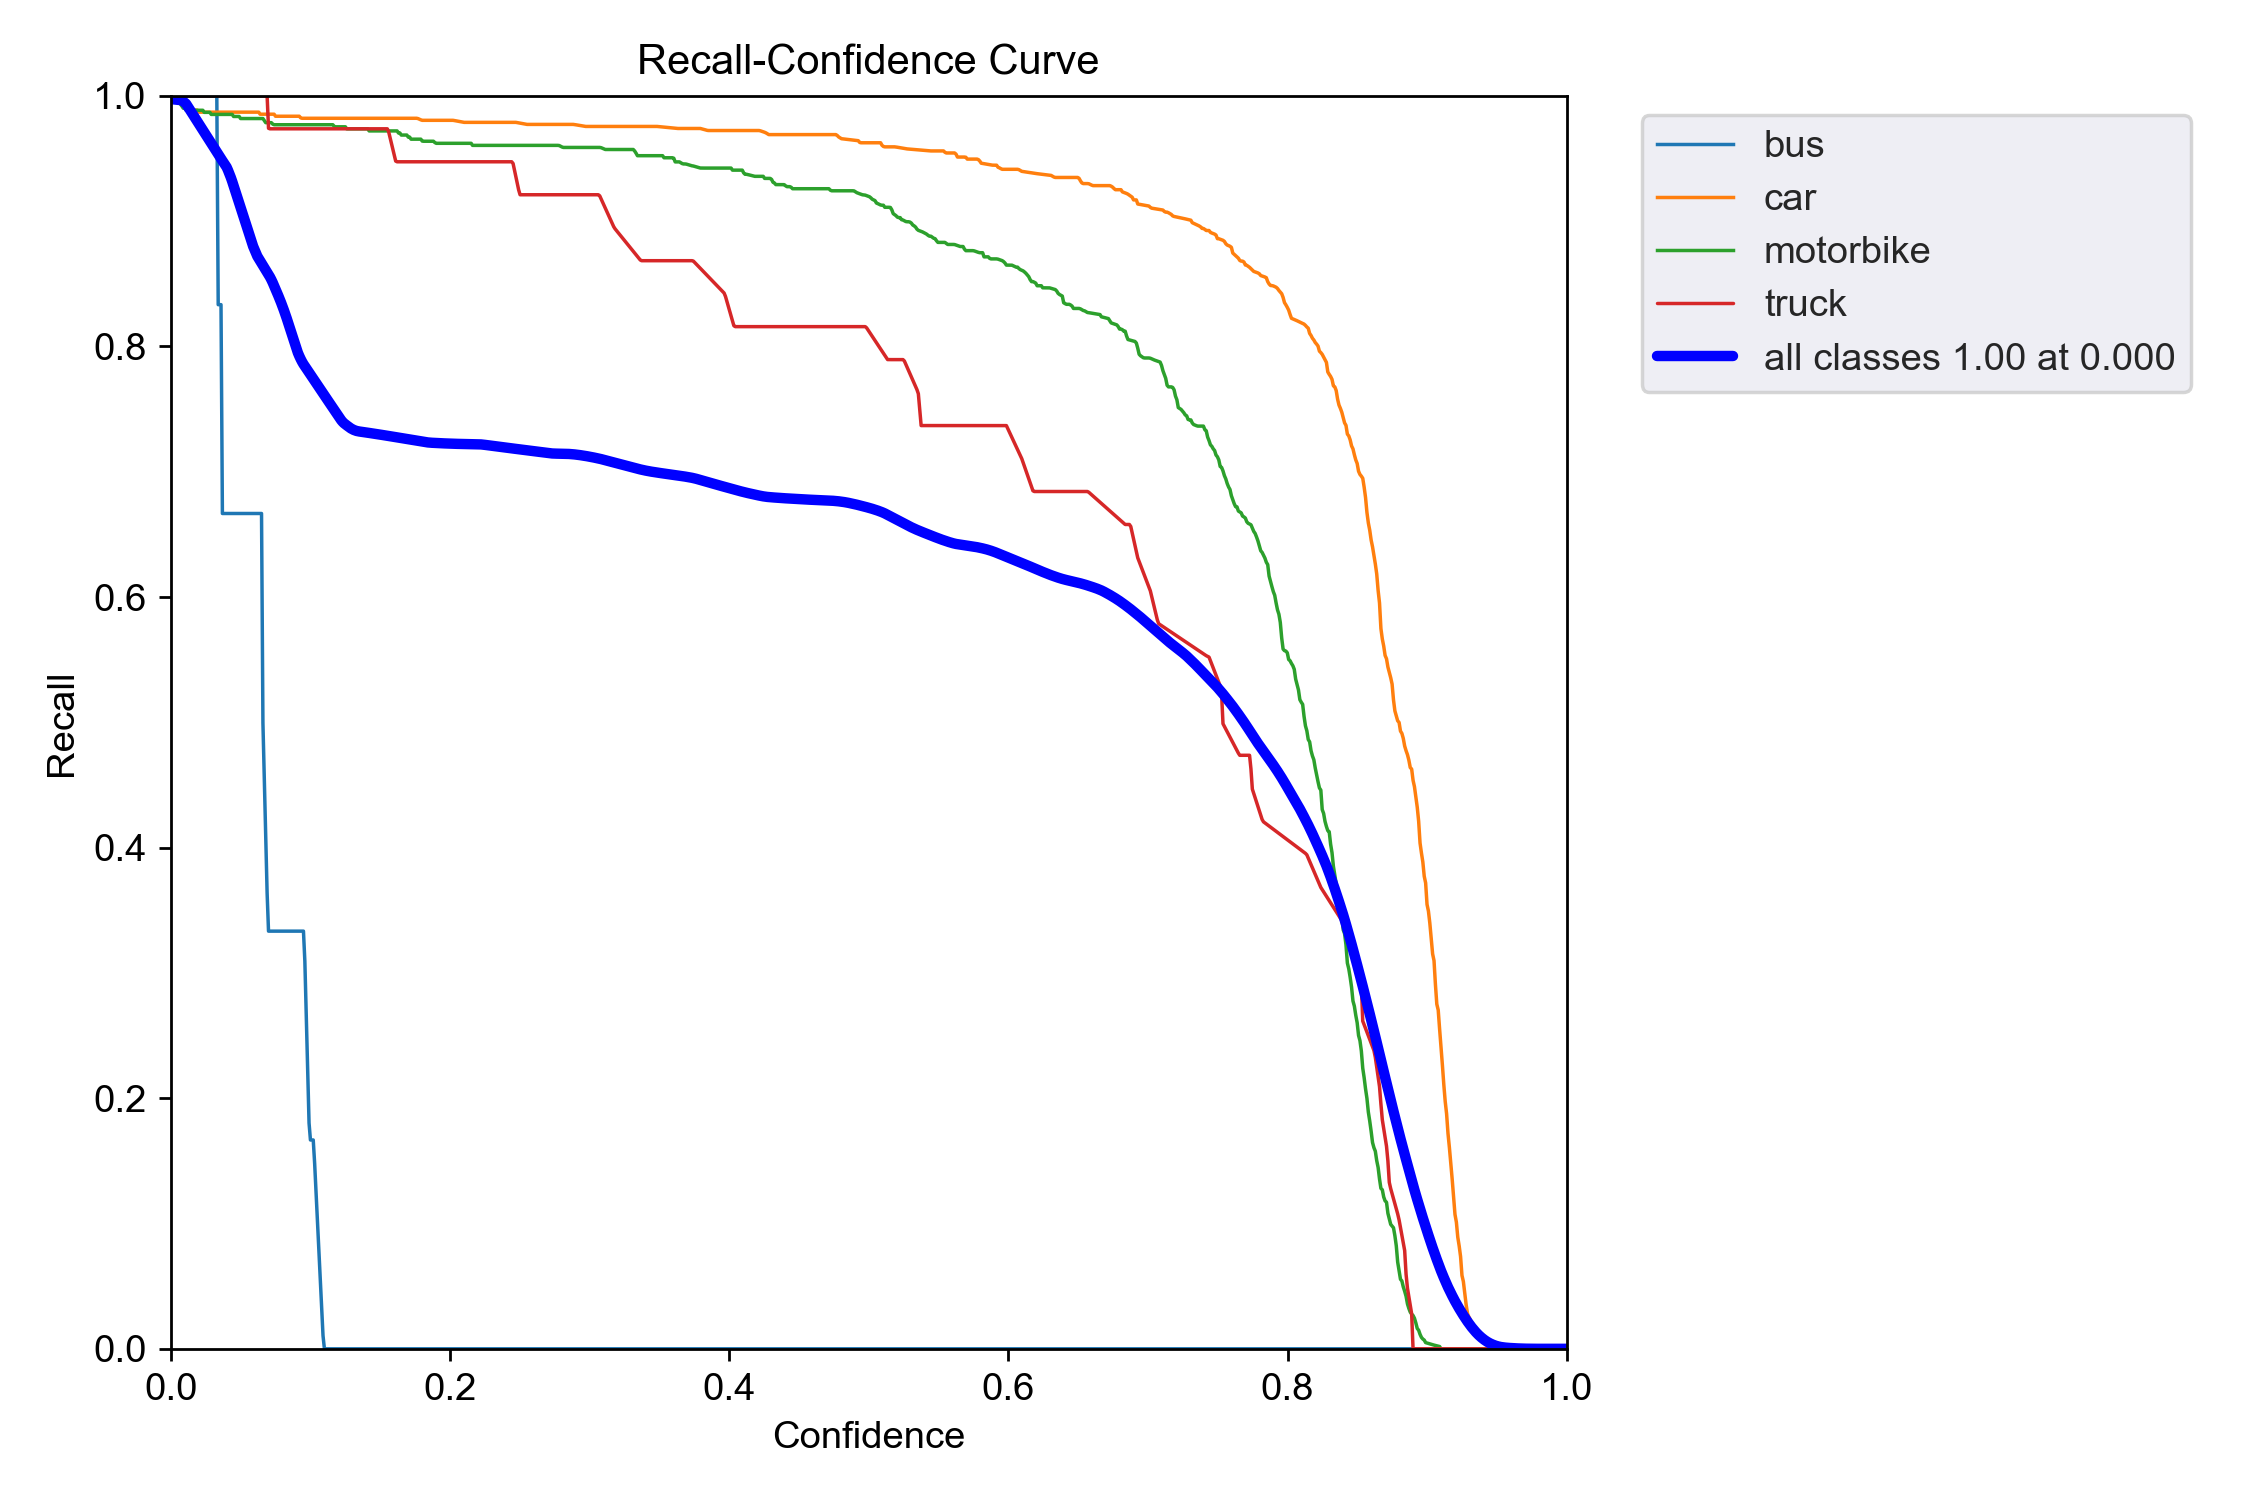 Recall-Confidence Curve
1.0
0.8
0.6
0.4
0.2
0.0
Recall
0.0 0.2 0.4 0.6 0.8 1.0
Confidence
bus
car
motorbike
truck
all classes 1.00 at 0.000